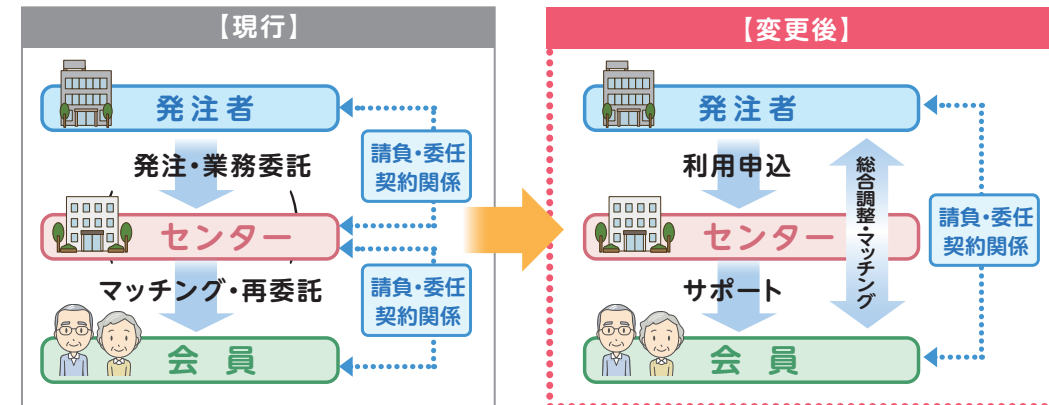 【現行】
発注者
発注・業務委託
請負・委任
契約関係
センター
マッチング・再委託
請負・委任
契約関係
会員
【変更後】
発注者
利用申込
総合調整・マッチング
センター
請負・委任
契約関係
サポート
会員